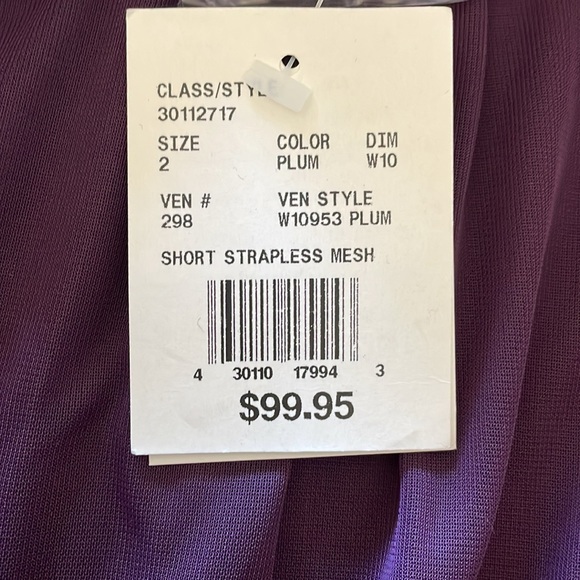 CLASS/STYLE
30112717
SIZE COLOR DIM
2 PLUM W10
VEN # VEN STYLE
298 W10953 PLUM
SHORT STRAPLESS MESH
4 30110 17994 3
$99.95